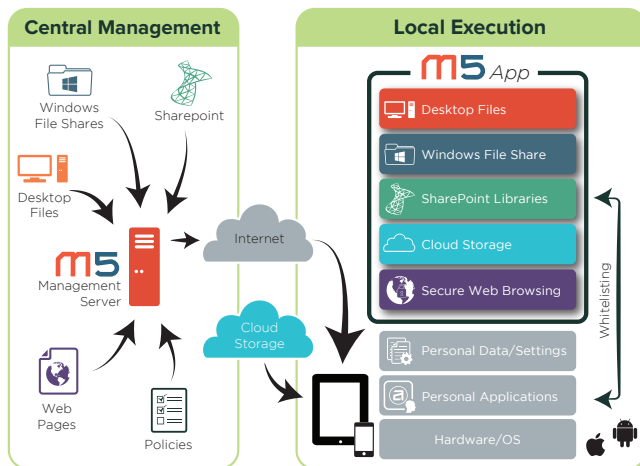 Central Management
Windows
File Shares
Sharepoint
Desktop
Files
M5
Management
Server
Web
Pages
Policies
Internet
Cloud
Storage
Local Execution
M5 App
Desktop Files
Windows File Share
SharePoint Libraries
Cloud Storage
Secure Web Browsing
Personal Data/Settings
Personal Applications
Hardware/OS
Whitelisting